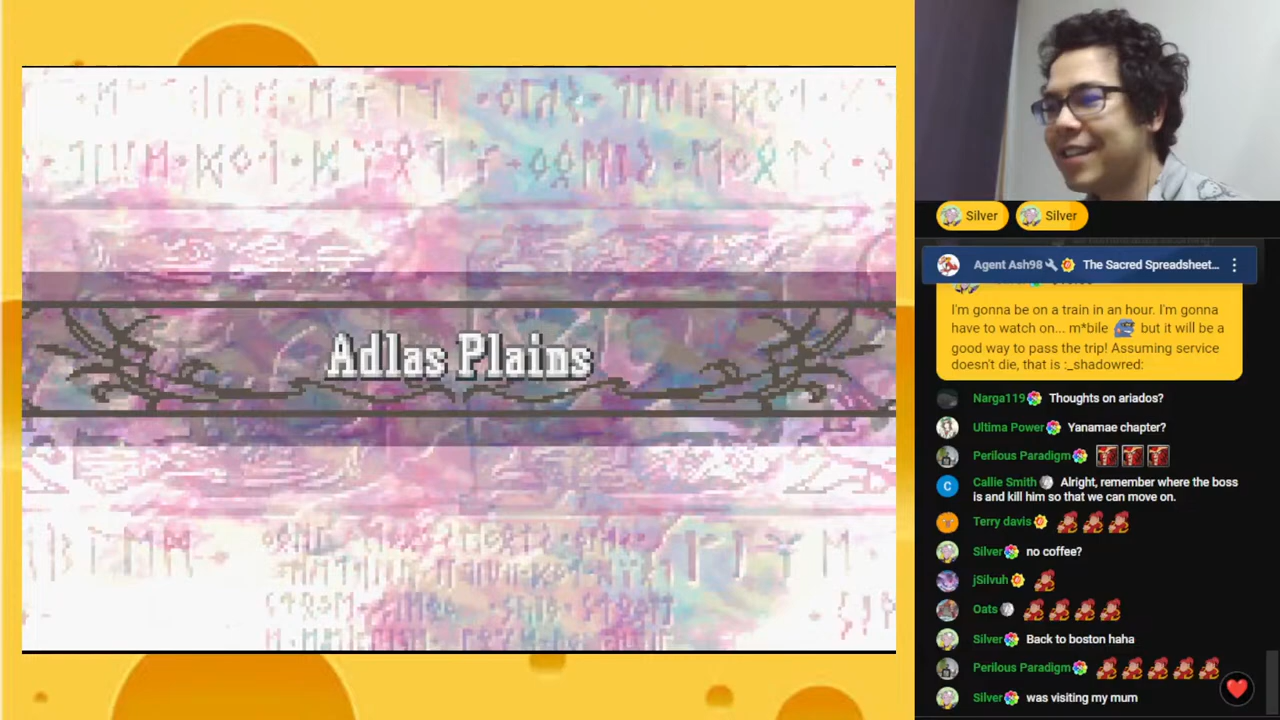 Adlas Plains
Silver
Silver
Agent Ash98 The Sacred Spreadsheet...
I'm gonna be on a train in an hour. I'm gonna
have to watch on... m*bile but it will be a
good way to pass the trip! Assuming service
doesn't die, that is :_shadowred:
Narga119 Thoughts on ariados?
Ultima Power Yanamae chapter?
Perilous Paradigm
Callie Smith Alright, remember where the boss
is and kill him so that we can move on.
Terry davis
Silver no coffee?
jSilvuh
Oats
Silver Back to boston haha
Perilous Paradigm
Silver was visiting my mum